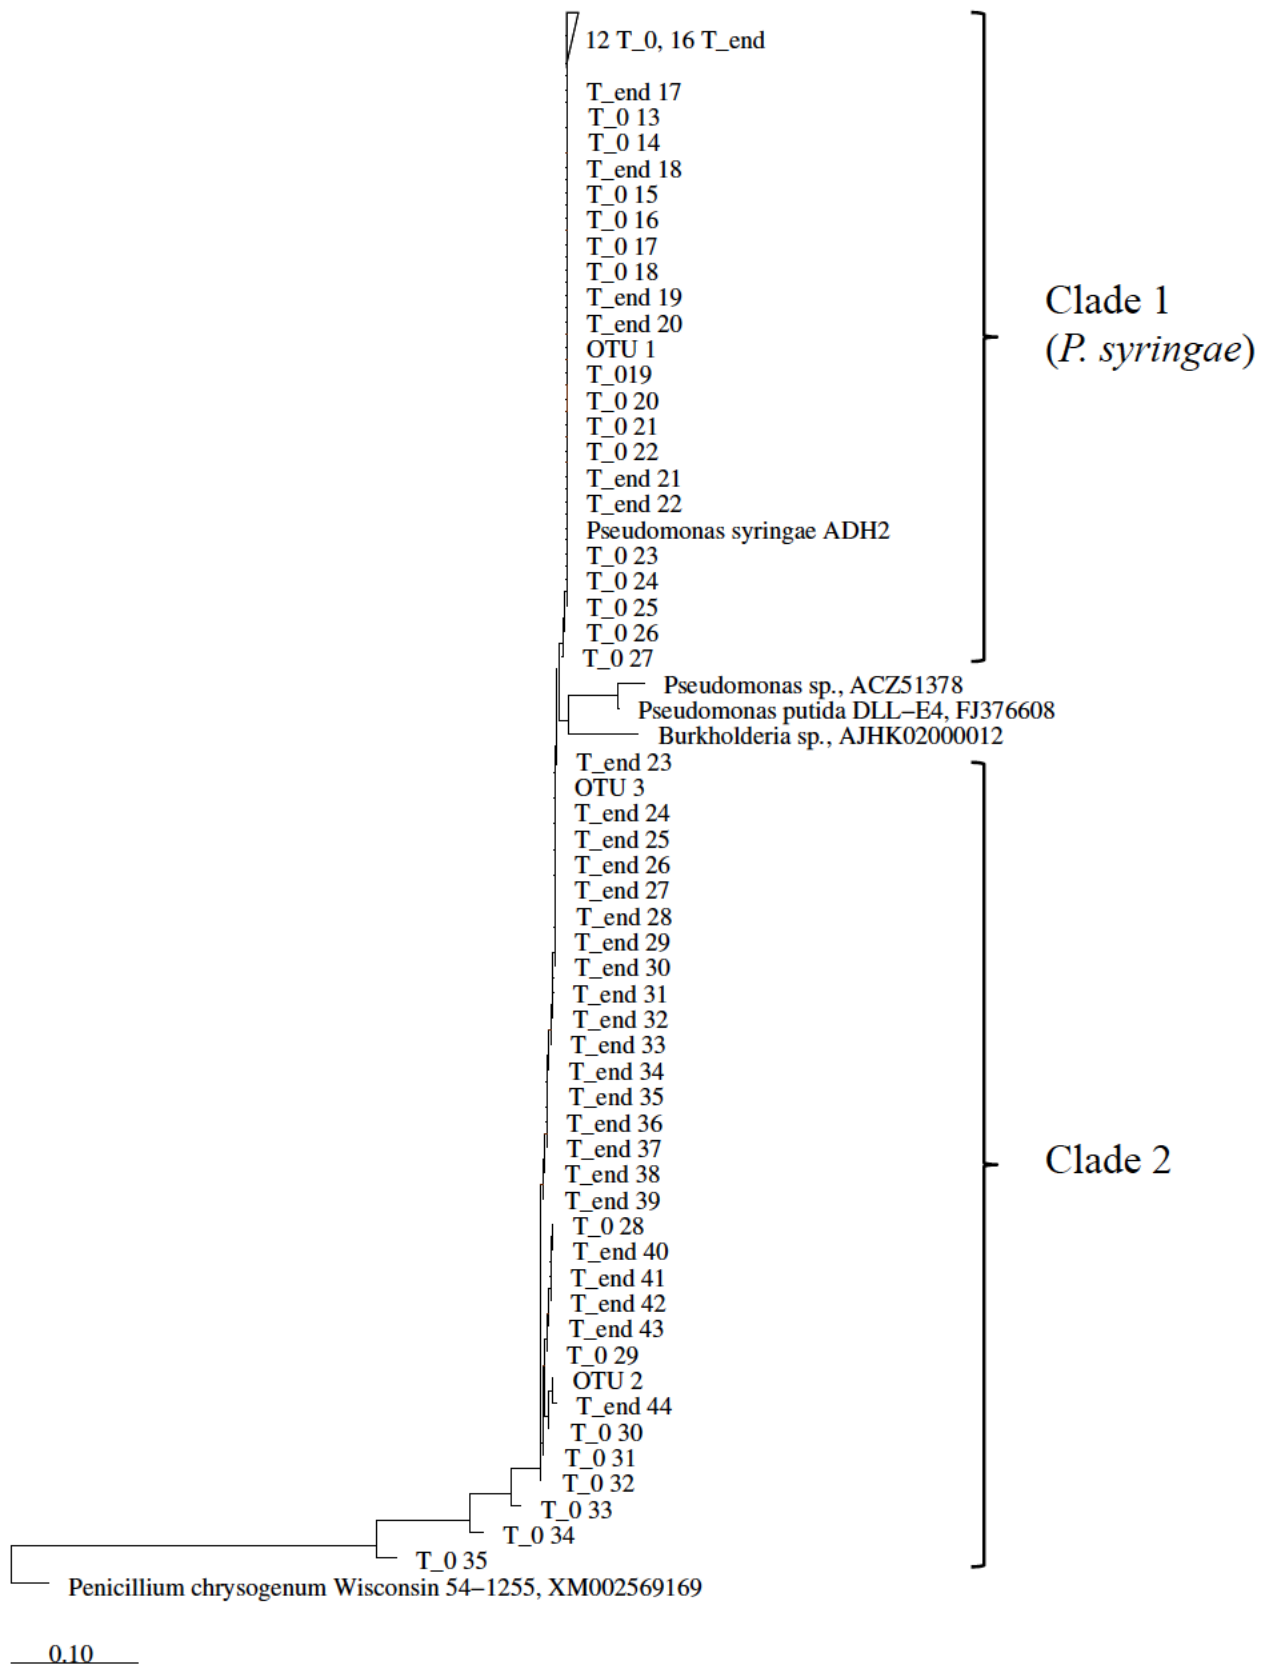 12 T_0, 16 T_end
T_end 17
T_0 13
T_0 14
T_end 18
T_0 15
T_0 16
T_0 17
T_0 18
T_end 19
T_end 20
OTU 1
T_019
T_0 20
T_0 21
T_0 22
T_end 21
T_end 22
Pseudomonas syringae ADH2
T_0 23
T_0 24
T_0 25
T_0 26
T_0 27
Clade 1
(P. syringae)
Pseudomonas sp., ACZ51378
Pseudomonas putida DLL−E4, FJ376608
Burkholderia sp., AJHK02000012
T_end 23
OTU 3
T_end 24
T_end 25
T_end 26
T_end 27
T_end 28
T_end 29
T_end 30
T_end 31
T_end 32
T_end 33
T_end 34
T_end 35
T_end 36
T_end 37
T_end 38
T_end 39
T_0 28
T_end 40
T_end 41
T_end 42
T_end 43
T_0 29
OTU 2
T_end 44
T_0 30
T_0 31
T_0 32
T_0 33
T_0 34
T_0 35
Clade 2
Penicillium chrysogenum Wisconsin 54−1255, XM002569169
0.10